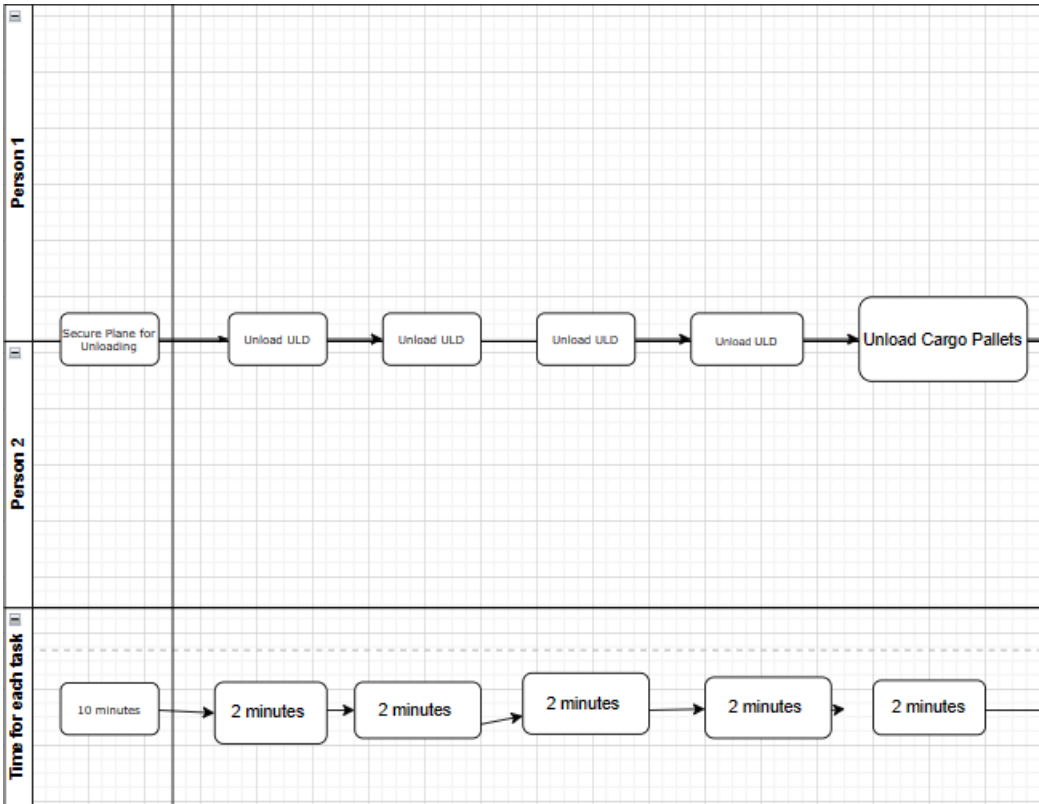 Person 1
Secure Plane for
Unloading
Unload ULD
Unload ULD
Unload ULD
Unload ULD
Unload Cargo Pallets
Person 2
Time for each task
10 minutes
2 minutes
2 minutes
2 minutes
2 minutes
2 minutes